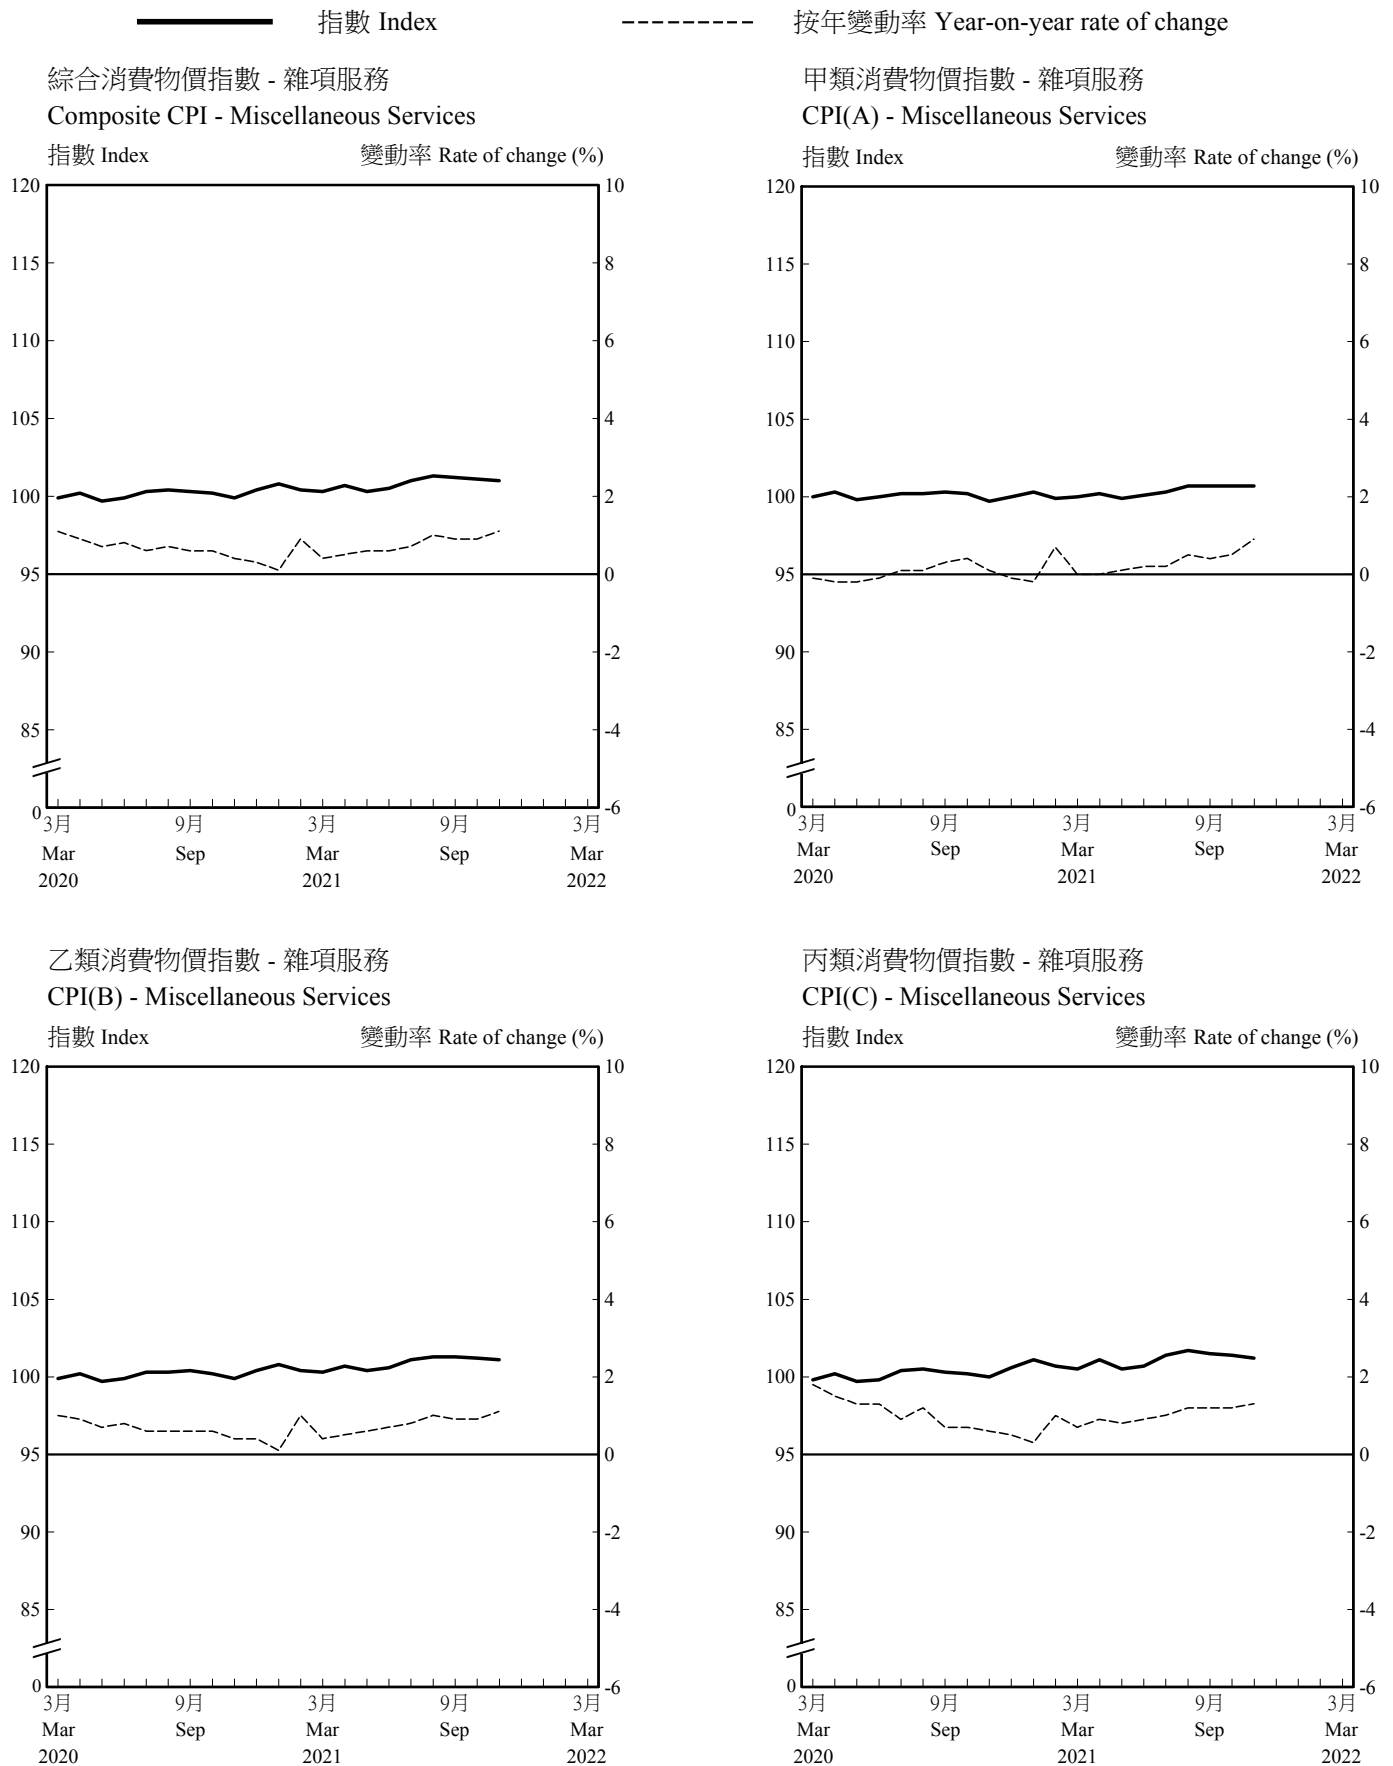 指數 Index
按年變動率 Year-on-year rate of change
綜合消費物價指數 - 雜項服務
Composite CPI - Miscellaneous Services
指數 Index 變動率 Rate of change (%)
120 10
115 8
110 6
105 4
100 2
95 0
90 -2
85 -4
0 -6
3月 9月 3月 9月 3月
Mar Sep Mar Sep Mar
2020 2021 2022
甲類消費物價指數 - 雜項服務
CPI(A) - Miscellaneous Services
指數 Index 變動率 Rate of change (%)
120 10
115 8
110 6
105 4
100 2
95 0
90 -2
85 -4
0 -6
3月 9月 3月 9月 3月
Mar Sep Mar Sep Mar
2020 2021 2022
乙類消費物價指數 - 雜項服務
CPI(B) - Miscellaneous Services
指數 Index 變動率 Rate of change (%)
120 10
115 8
110 6
105 4
100 2
95 0
90 -2
85 -4
0 -6
3月 9月 3月 9月 3月
Mar Sep Mar Sep Mar
2020 2021 2022
丙類消費物價指數 - 雜項服務
CPI(C) - Miscellaneous Services
指數 Index 變動率 Rate of change (%)
120 10
115 8
110 6
105 4
100 2
95 0
90 -2
85 -4
0 -6
3月 9月 3月 9月 3月
Mar Sep Mar Sep Mar
2020 2021 2022